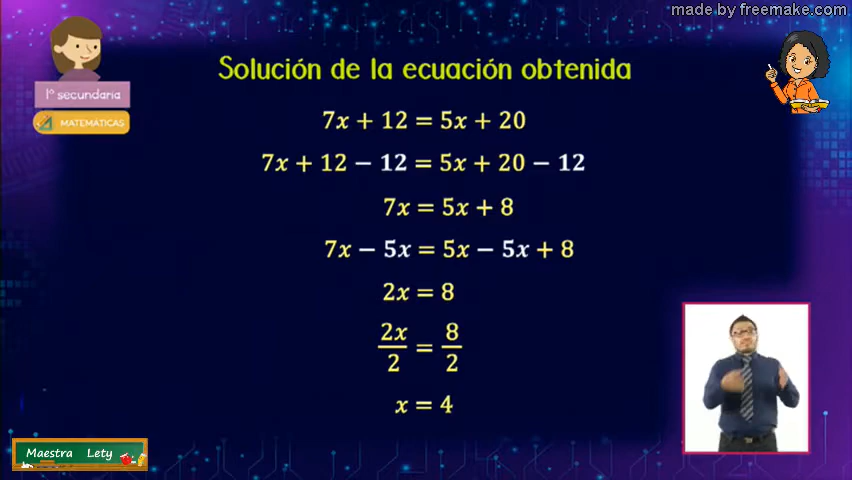 made by freemake.com
Solución de la ecuación obtenida
1° secundaria
MATEMÁTICAS
7x + 12 = 5x + 20
7x + 12 − 12 = 5x + 20 − 12
7x = 5x + 8
7x − 5x = 5x − 5x + 8
2x = 8
2x/2 = 8/2
x = 4
Maestra Lety